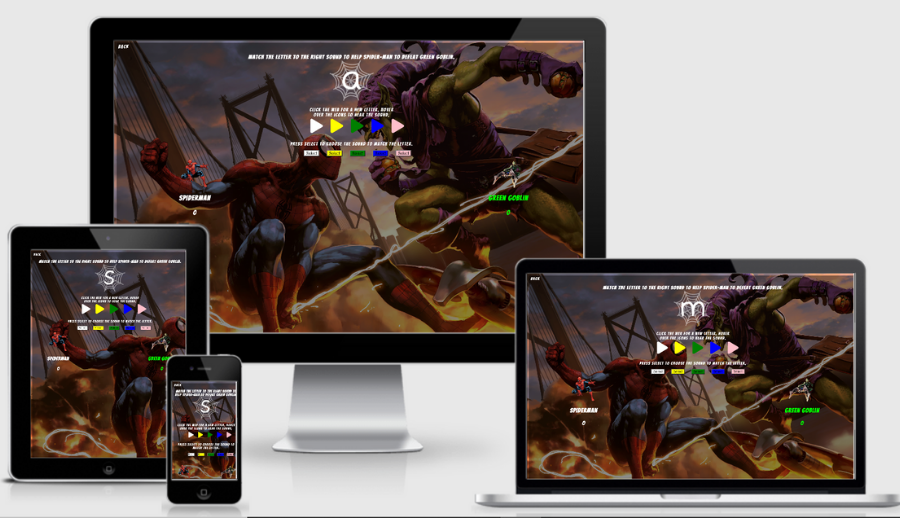 BACK
MATCH THE LETTER TO THE RIGHT SOUND TO HELP SPIDER-MAN TO DEFEAT GREEN GOBLIN.
a
CLICK THE WEB FOR A NEW LETTER, HOVER
OVER THE ICONS TO HEAR THE SOUND.
PRESS SELECT TO CHOOSE THE SOUND TO MATCH THE LETTER.
Select Select Select Select Select
SPIDERMAN GREEN GOBLIN
0 0
BACK
MATCH THE LETTER TO THE RIGHT SOUND TO HELP SPIDER-MAN TO DEFEAT GREEN GOBLIN.
s
CLICK THE WEB FOR A NEW LETTER, HOVER
OVER THE ICONS TO HEAR THE SOUND.
PRESS SELECT TO CHOOSE THE SOUND TO MATCH THE LETTER.
SPIDERMAN GREEN GO
0 0
BACK
MATCH THE LETTER TO THE RIGHT SOUND TO
HELP SPIDER-MAN TO DEFEAT GREEN GOBLIN.
s
CLICK THE WEB FOR A NEW LETTER, HOVER
OVER THE ICONS TO HEAR THE SOUND.
PRESS SELECT TO CHOOSE THE SOUND TO
MATCH THE LETTER.
BACK
MATCH THE LETTER TO THE RIGHT SOUND TO HELP SPIDER-MAN TO DEFEAT GREEN GOBLIN.
m
CLICK THE WEB FOR A NEW LETTER, HOVER
OVER THE ICONS TO HEAR THE SOUND.
PRESS SELECT TO CHOOSE THE SOUND TO MATCH THE LETTER.
SPIDERMAN GREEN GOBLIN
0 0